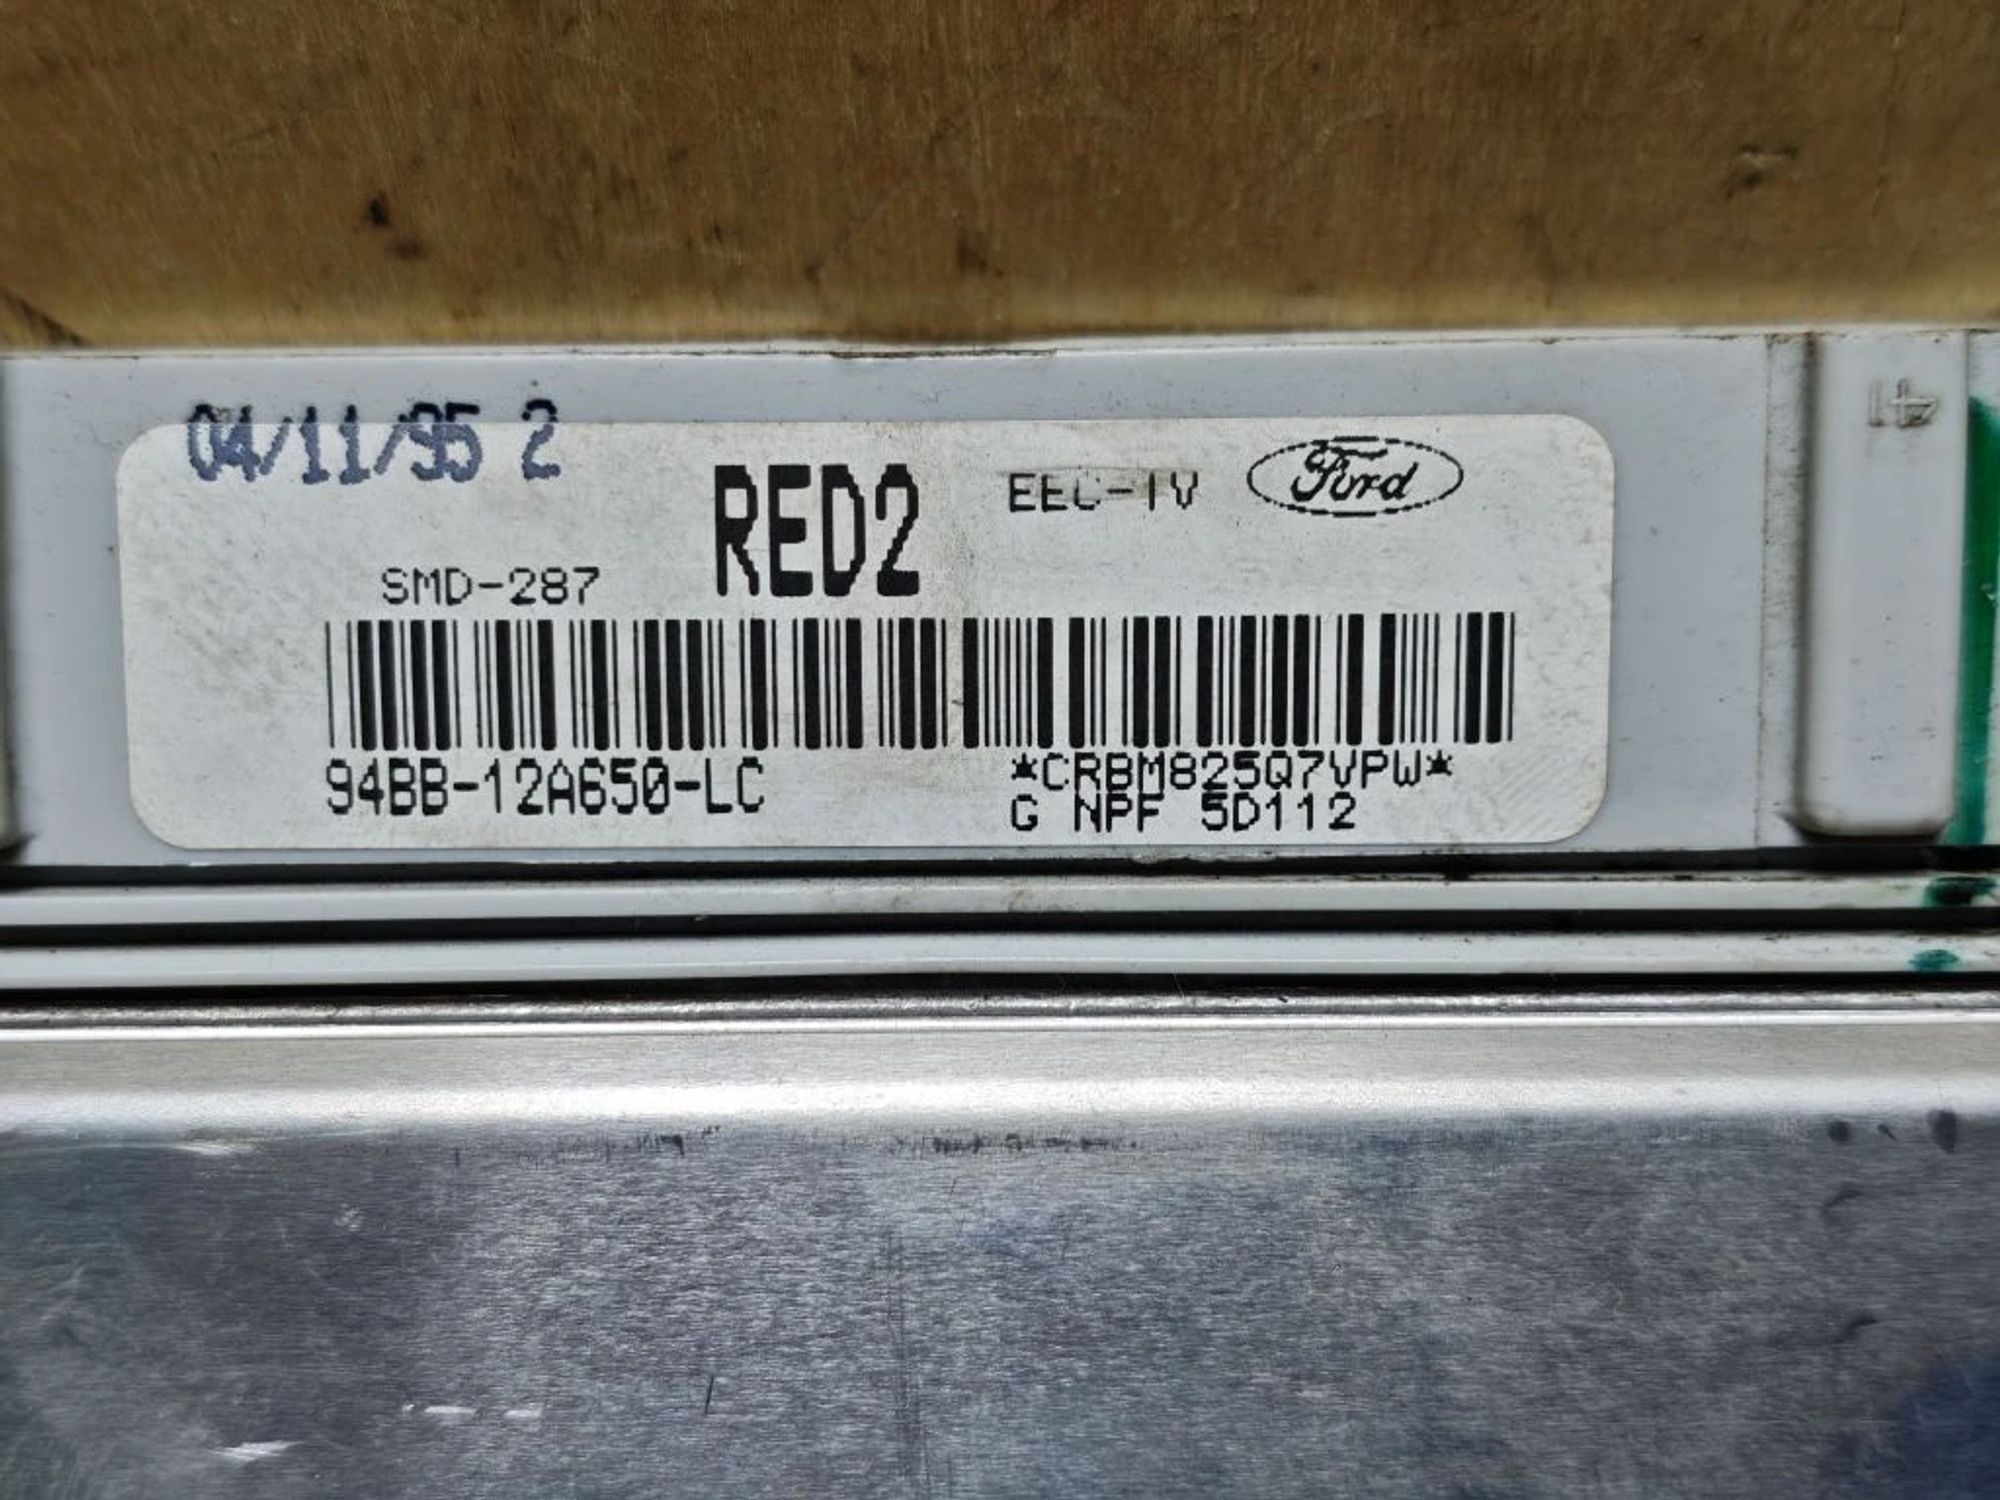 04/11/95 2
RED2
EEC-IV
Ford
SMD-287
94BB-12A650-LC
*CRBM825Q7VPW*
G NPF 5D112
41